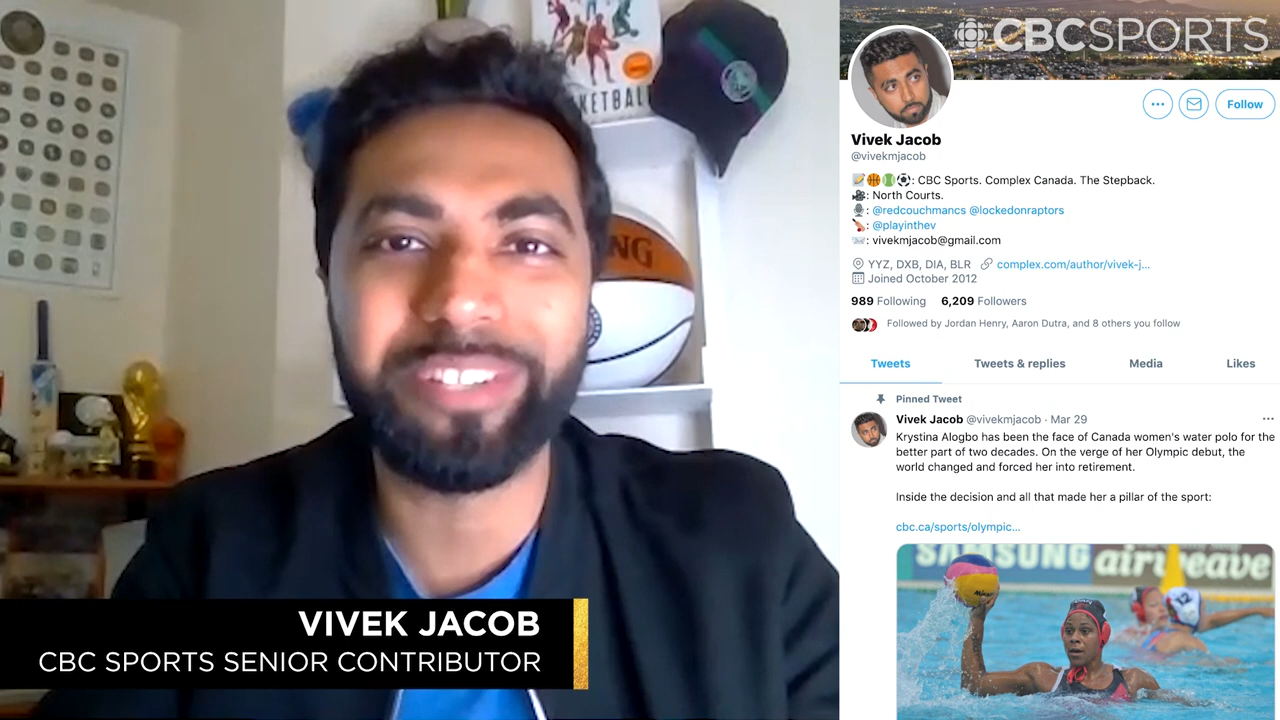 KETBALL
NG
VIVEK JACOB
CBC SPORTS SENIOR CONTRIBUTOR
CBCSPORTS
Follow
Vivek Jacob
@vivekmjacob
: CBC Sports. Complex Canada. The Stepback.
: North Courts.
: @redcouchmancs @lockedonraptors
: @playinthev
: vivekmjacob@gmail.com
YYZ, DXB, DIA, BLR complex.com/author/vivek-j...
Joined October 2012
989 Following 6,209 Followers
Followed by Jordan Henry, Aaron Dutra, and 8 others you follow
Tweets Tweets & replies Media Likes
Pinned Tweet
Vivek Jacob @vivekmjacob · Mar 29
Krystina Alogbo has been the face of Canada women's water polo for the
better part of two decades. On the verge of her Olympic debut, the
world changed and forced her into retirement.
Inside the decision and all that made her a pillar of the sport:
cbc.ca/sports/olympic...
SAMSUNG airweave
12